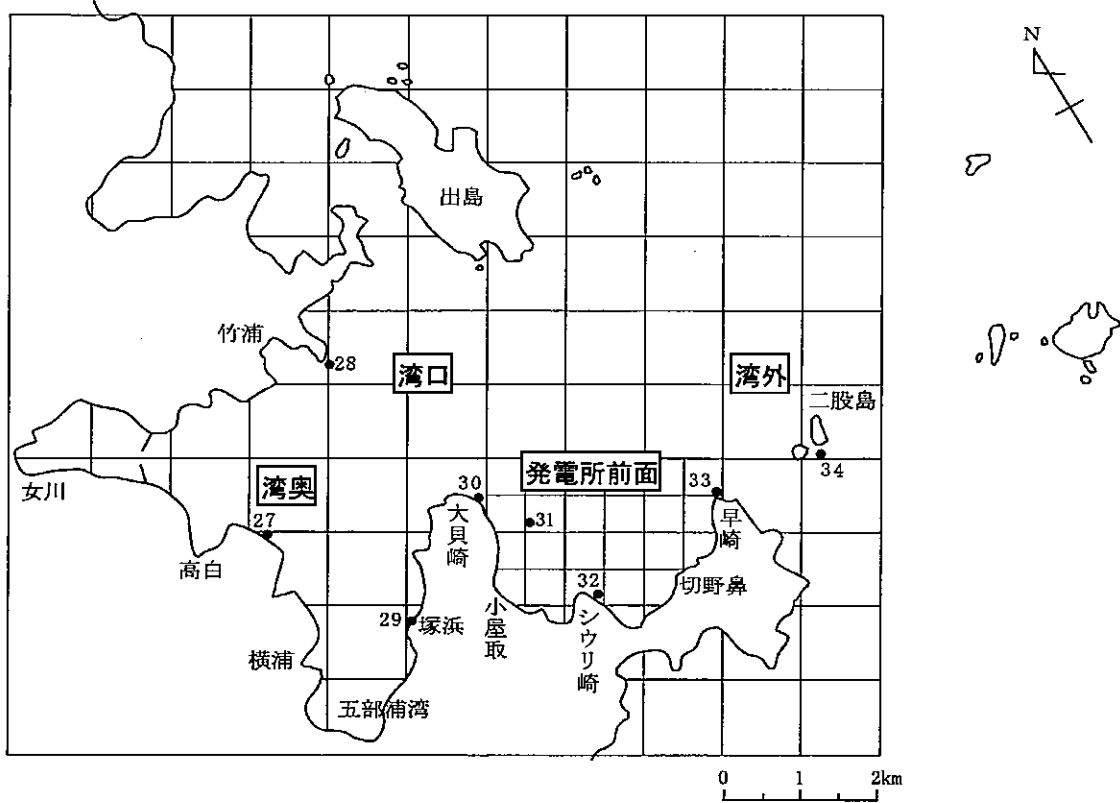 N
出島
竹浦
28
湾口
湾外
二股島
34
女川
湾奥
発電所前面
30
33
27
大貝崎
31
早崎
高白
32
切野鼻
29
塚浜
小屋取
シウリ崎
横浦
五部浦湾
0 1 2km